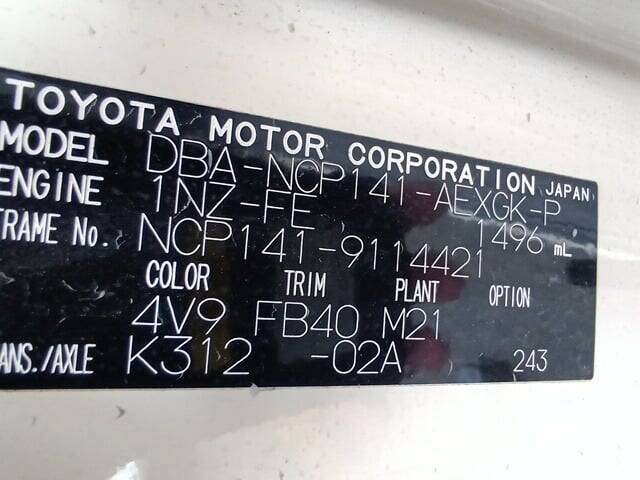 TOYOTA MOTOR CORPORATION JAPAN
MODEL DBA-NCP141-AEXGK-P
ENGINE 1NZ-FE 1496 mL
FRAME No. NCP141-9114421
COLOR TRIM PLANT OPTION
4V9 FB40 M21
ANS./AXLE K312 -02A 243